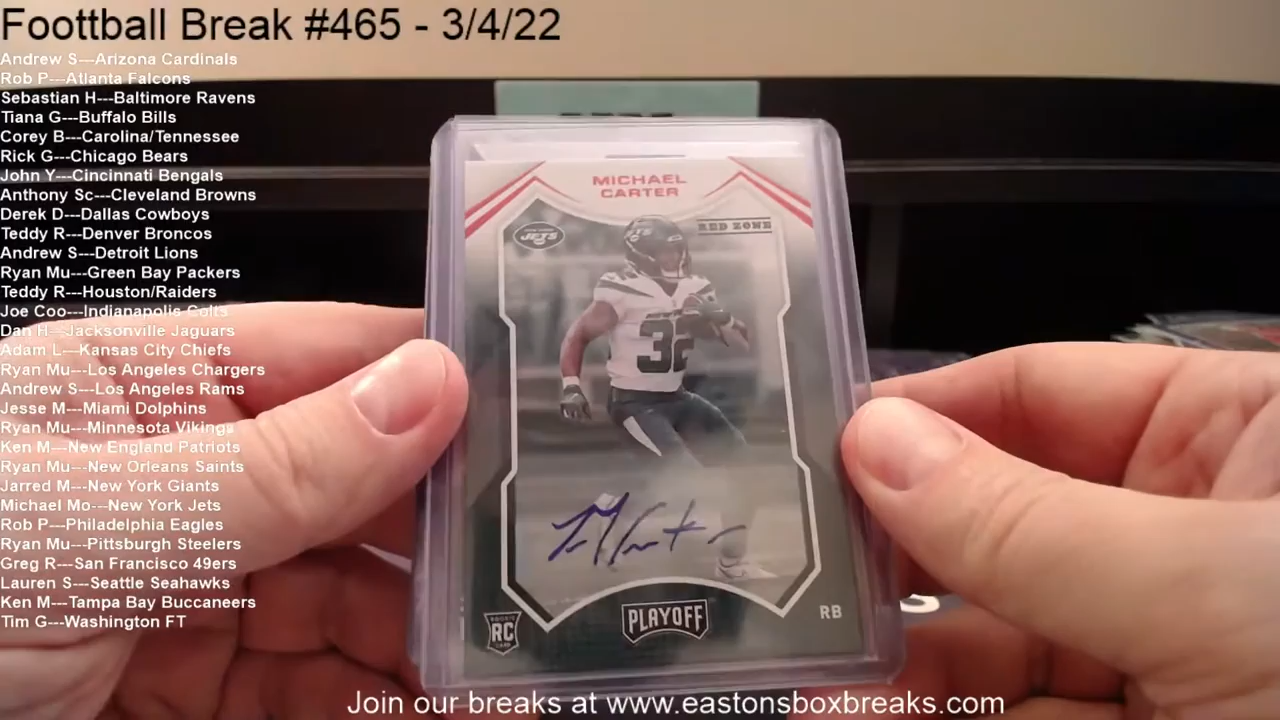 Foottball Break #465 - 3/4/22
Andrew S---Arizona Cardinals
Rob P---Atlanta Falcons
Sebastian H---Baltimore Ravens
Tiana G---Buffalo Bills
Corey B---Carolina/Tennessee
Rick G---Chicago Bears
John Y---Cincinnati Bengals
Anthony Sc---Cleveland Browns
Derek D---Dallas Cowboys
Teddy R---Denver Broncos
Andrew S---Detroit Lions
Ryan Mu---Green Bay Packers
Teddy R---Houston/Raiders
Joe Coo---Indianapolis Colts
Dan H---Jacksonville Jaguars
Adam L---Kansas City Chiefs
Ryan Mu---Los Angeles Chargers
Andrew S---Los Angeles Rams
Jesse M---Miami Dolphins
Ryan Mu---Minnesota Vikings
Ken M---New England Patriots
Ryan Mu---New Orleans Saints
Jarred M---New York Giants
Michael Mo---New York Jets
Rob P---Philadelphia Eagles
Ryan Mu---Pittsburgh Steelers
Greg R---San Francisco 49ers
Lauren S---Seattle Seahawks
Ken M---Tampa Bay Buccaneers
Tim G---Washington FT
MICHAEL
CARTER
JETS
RED ZONE
32
RC
PLAYOFF
RB
Join our breaks at www.eastonsboxbreaks.com